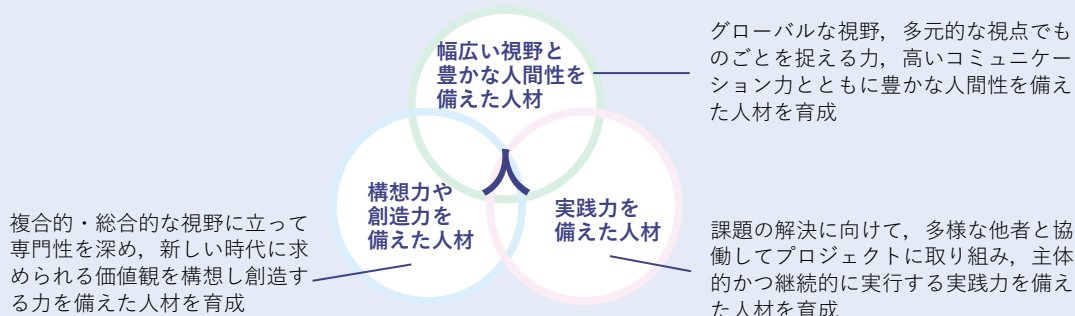 幅広い視野と
豊かな人間性を
備えた人材
グローバルな視野，多元的な視点でも
のごとを捉える力，高いコミュニケー
ション力とともに豊かな人間性を備え
た人材を育成
人
構想力や
創造力を
備えた人材
実践力を
備えた人材
複合的・総合的な視野に立って
専門性を深め，新しい時代に求
められる価値観を構想し創造す
る力を備えた人材を育成
課題の解決に向けて，多様な他者と協
働してプロジェクトに取り組み，主体
的かつ継続的に実行する実践力を備え
た人材を育成